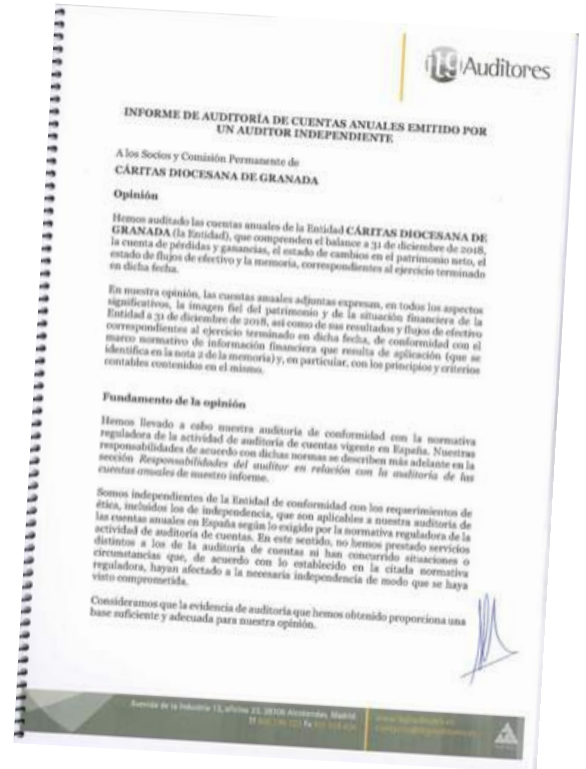 Auditores
INFORME DE AUDITORÍA DE CUENTAS ANUALES EMITIDO POR
UN AUDITOR INDEPENDIENTE
A los Socios y Comisión Permanente de
CÁRITAS DIOCESANA DE GRANADA
Opinión
Hemos auditado las cuentas anuales de la Entidad CÁRITAS DIOCESANA DE
GRANADA (la Entidad), que comprenden el balance a 31 de diciembre de 2018,
la cuenta de pérdidas y ganancias, el estado de cambios en el patrimonio neto, el
estado de flujos de efectivo y la memoria, correspondientes al ejercicio terminado
en dicha fecha.
En nuestra opinión, las cuentas anuales adjuntas expresan, en todos los aspectos
significativos, la imagen fiel del patrimonio y de la situación financiera de la
Entidad a 31 de diciembre de 2018, así como de sus resultados y flujos de efectivo
correspondientes al ejercicio terminado en dicha fecha, de conformidad con el
marco normativo de información financiera que resulta de aplicación (que se
identifica en la nota 2 de la memoria) y, en particular, con los principios y criterios
contables contenidos en el mismo.
Fundamento de la opinión
Hemos llevado a cabo nuestra auditoría de conformidad con la normativa
reguladora de la actividad de auditoría de cuentas vigente en España. Nuestras
responsabilidades de acuerdo con dichas normas se describen más adelante en la
sección Responsabilidades del auditor en relación con la auditoría de las
cuentas anuales de nuestro informe.
Somos independientes de la Entidad de conformidad con los requerimientos de
ética, incluidos los de independencia, que son aplicables a nuestra auditoría de
las cuentas anuales en España según lo exigido por la normativa reguladora de la
actividad de auditoría de cuentas. En este sentido, no hemos prestado servicios
distintos a los de la auditoría de cuentas ni han concurrido situaciones o
circunstancias que, de acuerdo con lo establecido en la citada normativa
reguladora, hayan afectado a la necesaria independencia de modo que se haya
visto comprometida.
Consideramos que la evidencia de auditoría que hemos obtenido proporciona una
base suficiente y adecuada para nuestra opinión.
Avenida de la Industria 13, oficina 23, 28108 Alcobendas, Madrid